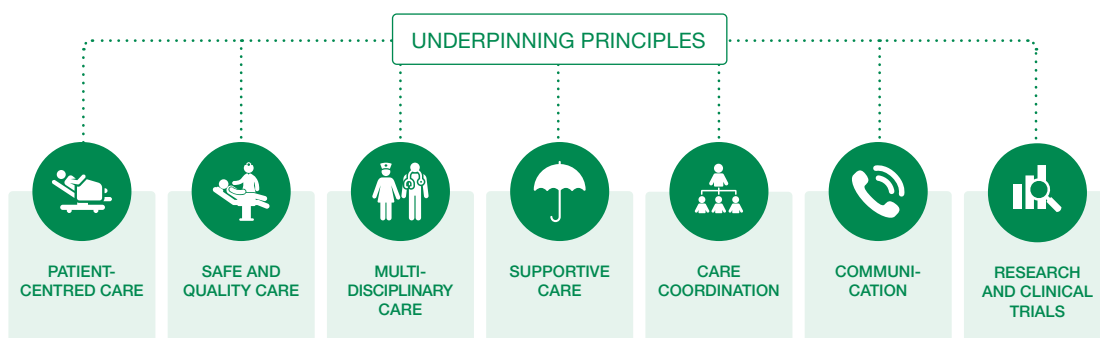 UNDERPINNING PRINCIPLES
PATIENT-
CENTRED CARE
SAFE AND
QUALITY CARE
MULTI-
DISCIPLINARY
CARE
SUPPORTIVE
CARE
CARE
COORDINATION
COMMUNI-
CATION
RESEARCH
AND CLINICAL
TRIALS